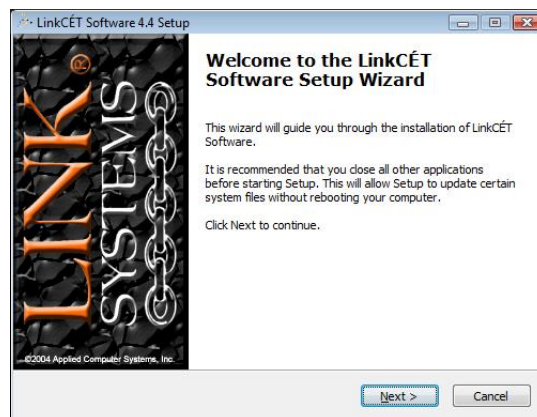 LinkCÉT Software 4.4 Setup
LINK®
SYSTEMS
©2004 Applied Computer Systems, Inc.
Welcome to the LinkCÉT
Software Setup Wizard
This wizard will guide you through the installation of LinkCÉT
Software.
It is recommended that you close all other applications
before starting Setup. This will allow Setup to update certain
system files without rebooting your computer.
Click Next to continue.
Next >
Cancel